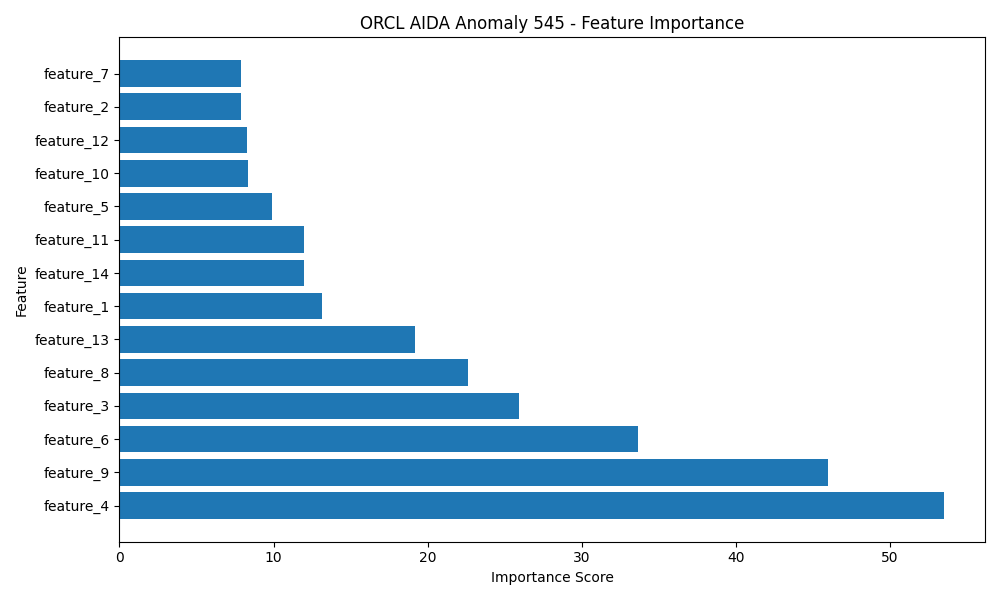 ORCL AIDA Anomaly 545 - Feature Importance
feature_7
feature_2
feature_12
feature_10
feature_5
feature_11
feature_14
feature_1
feature_13
feature_8
feature_3
feature_6
feature_9
feature_4
Feature
0 10 20 30 40 50
Importance Score